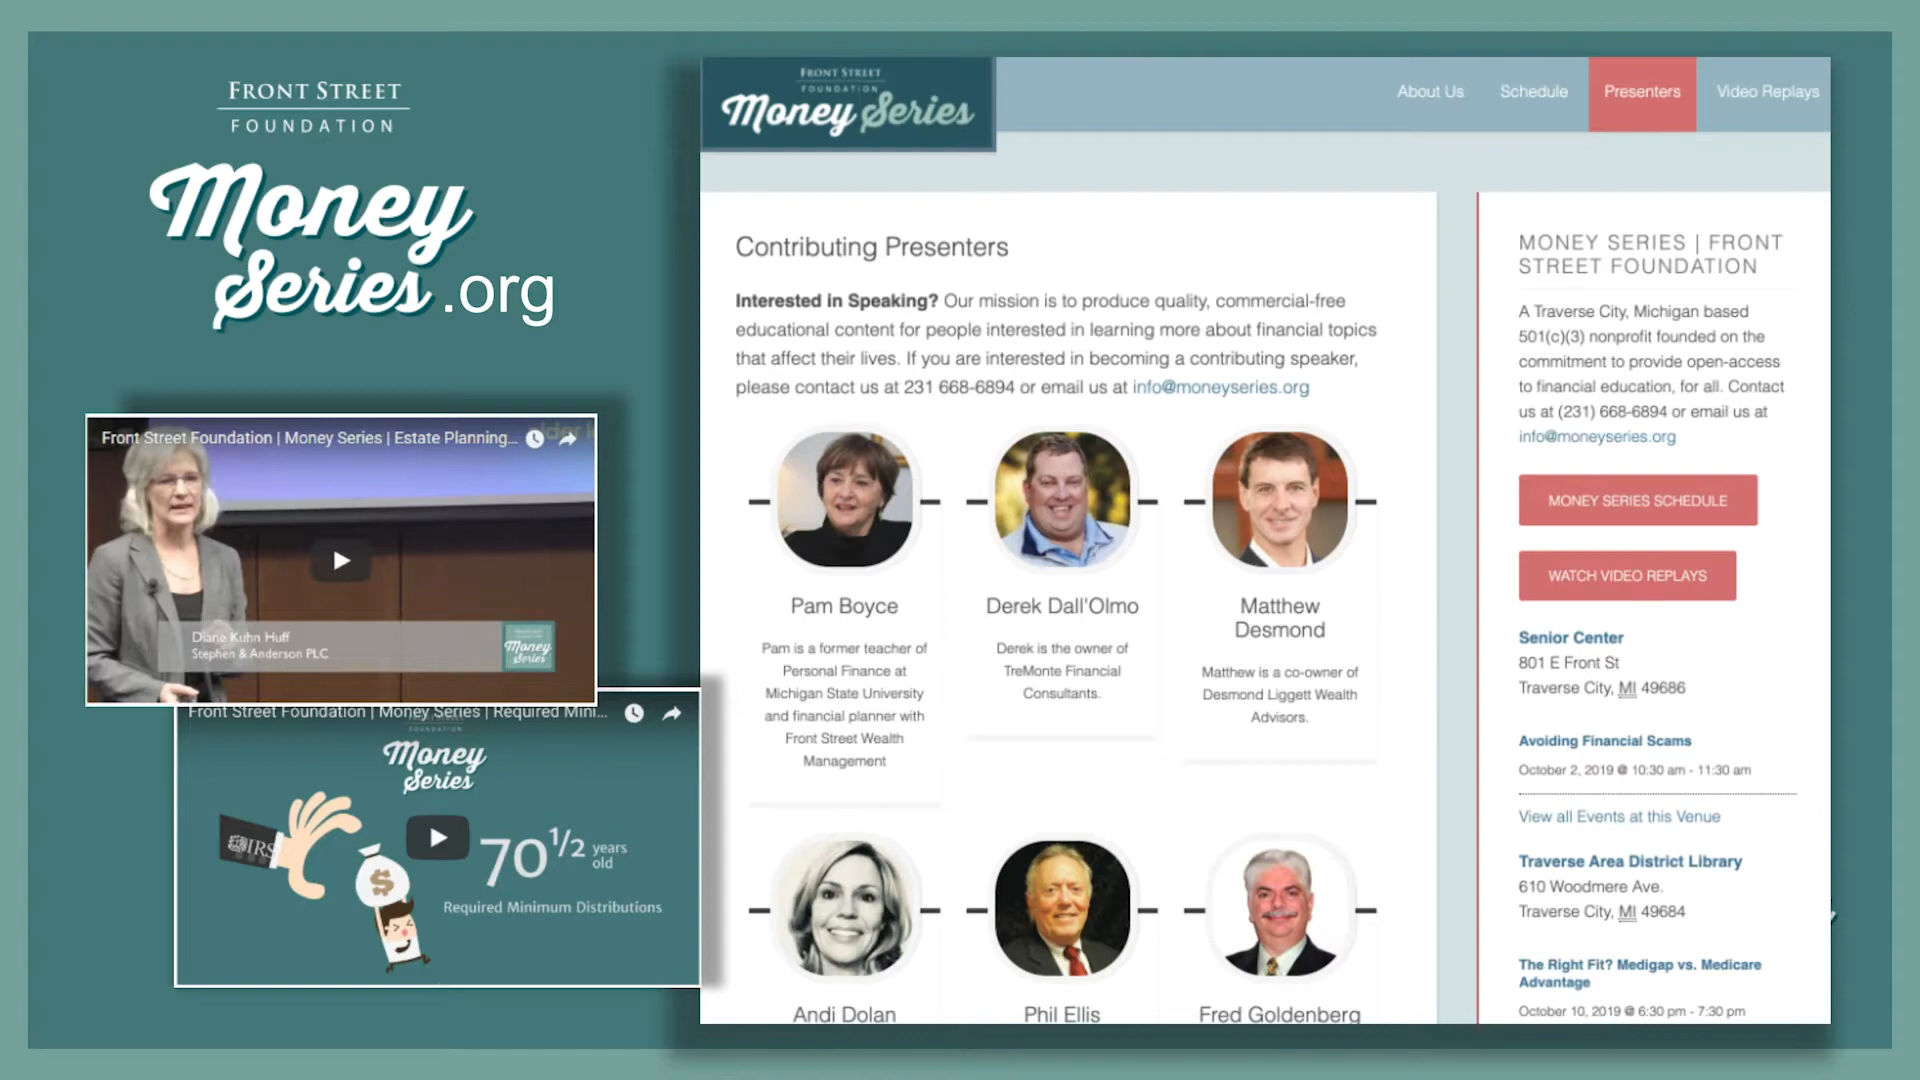 FRONT STREET
FOUNDATION
Money
Series.org
Front Street Foundation | Money Series | Estate Planning...
Diane Kuhn Huff
Stephen & Anderson PLC
Money
Series
Front Street Foundation | Money Series | Required Mini...
FOUNDATION
Money
Series
IRS
$
70 1/2 years
old
Required Minimum Distributions
FRONT STREET
FOUNDATION
Money Series
About Us
Schedule
Presenters
Video Replays
Contributing Presenters
Interested in Speaking? Our mission is to produce quality, commercial-free
educational content for people interested in learning more about financial topics
that affect their lives. If you are interested in becoming a contributing speaker,
please contact us at 231 668-6894 or email us at info@moneyseries.org
Pam Boyce
Pam is a former teacher of
Personal Finance at
Michigan State University
and financial planner with
Front Street Wealth
Management
Derek Dall'Olmo
Derek is the owner of
TreMonte Financial
Consultants.
Matthew
Desmond
Matthew is a co-owner of
Desmond Liggett Wealth
Advisors.
Andi Dolan
Phil Ellis
Fred Goldenberg
MONEY SERIES | FRONT
STREET FOUNDATION
A Traverse City, Michigan based
501(c)(3) nonprofit founded on the
commitment to provide open-access
to financial education, for all. Contact
us at (231) 668-6894 or email us at
info@moneyseries.org
MONEY SERIES SCHEDULE
WATCH VIDEO REPLAYS
Senior Center
801 E Front St
Traverse City, MI 49686
Avoiding Financial Scams
October 2, 2019 @ 10:30 am - 11:30 am
View all Events at this Venue
Traverse Area District Library
610 Woodmere Ave.
Traverse City, MI 49684
The Right Fit? Medigap vs. Medicare
Advantage
October 10, 2019 @ 6:30 pm - 7:30 pm